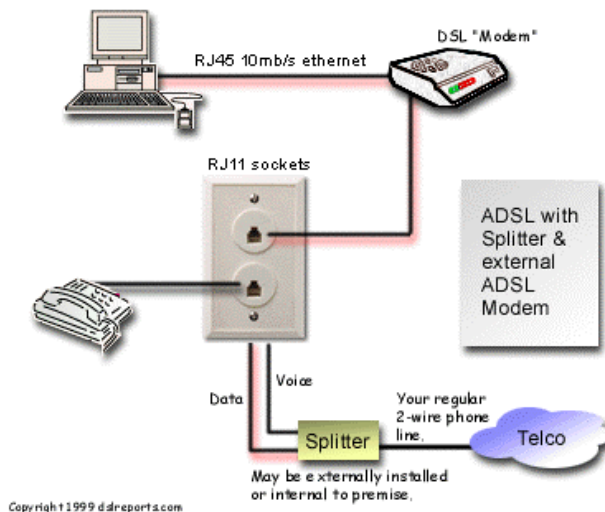 DSL "Modem"
RJ45 10mb/s ethernet
RJ11 sockets
ADSL with
Splitter &
external
ADSL
Modem
Voice
Data
Your regular
2-wire phone
line.
Splitter
Telco
May be externally installed
or internal to premise.
Copyright 1999 dslreports.com